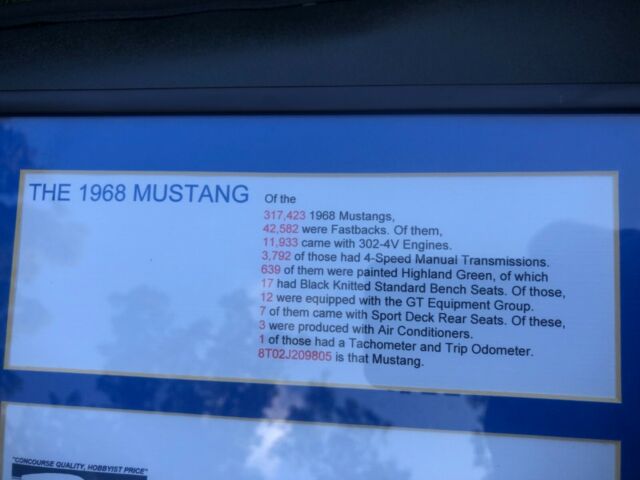 THE 1968 MUSTANG Of the
317,423 1968 Mustangs,
42,582 were Fastbacks. Of them,
11,933 came with 302-4V Engines.
3,792 of those had 4-Speed Manual Transmissions.
639 of them were painted Highland Green, of which
17 had Black Knitted Standard Bench Seats. Of those,
12 were equipped with the GT Equipment Group.
7 of them came with Sport Deck Rear Seats. Of these,
3 were produced with Air Conditioners.
1 of those had a Tachometer and Trip Odometer.
8T02J209805 is that Mustang.
"CONCOURSE QUALITY, HOBBYIST PRICE"